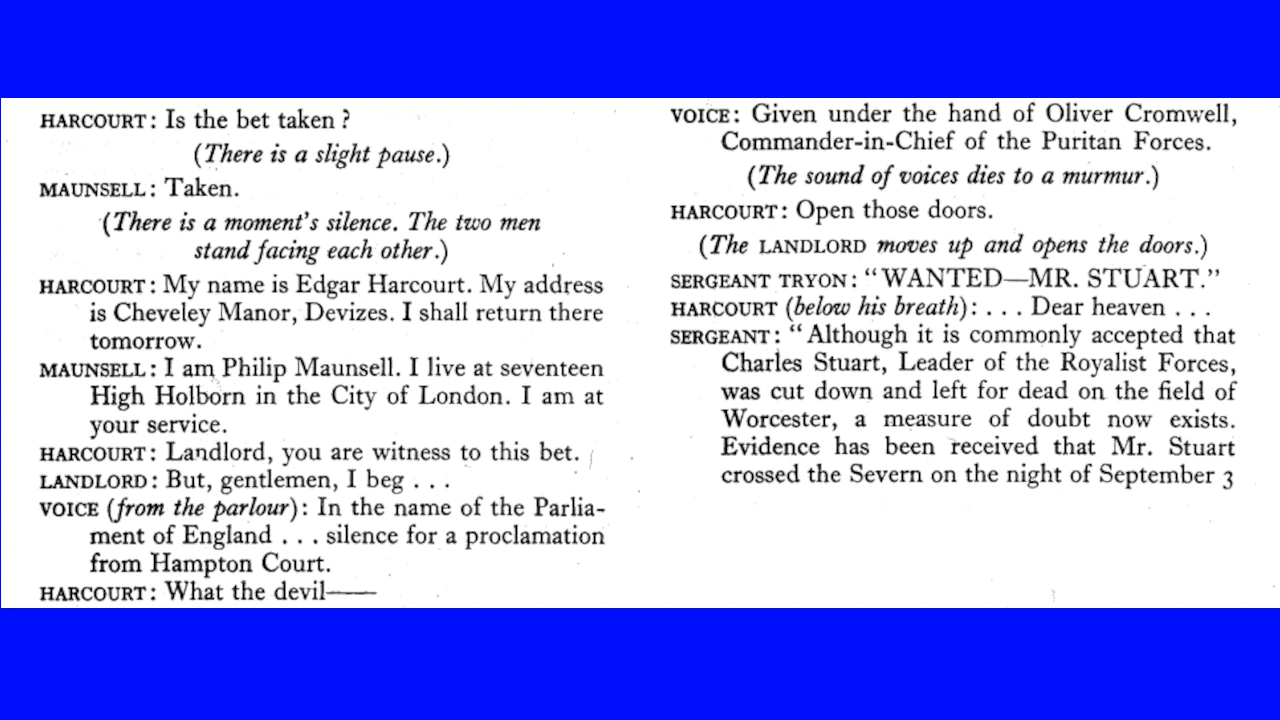 HARCOURT: Is the bet taken?
(There is a slight pause.)
MAUNSELL: Taken.
(There is a moment's silence. The two men
stand facing each other.)
HARCOURT: My name is Edgar Harcourt. My address
is Cheveley Manor, Devizes. I shall return there
tomorrow.
MAUNSELL: I am Philip Maunsell. I live at seventeen
High Holborn in the City of London. I am at
your service.
HARCOURT: Landlord, you are witness to this bet.
LANDLORD: But, gentlemen, I beg . . .
VOICE (from the parlour): In the name of the Parlia-
ment of England . . . silence for a proclamation
from Hampton Court.
HARCOURT: What the devil——
VOICE: Given under the hand of Oliver Cromwell,
Commander-in-Chief of the Puritan Forces.
(The sound of voices dies to a murmur.)
HARCOURT: Open those doors.
(The LANDLORD moves up and opens the doors.)
SERGEANT TRYON: "WANTED—MR. STUART."
HARCOURT (below his breath): . . . Dear heaven . . .
SERGEANT: "Although it is commonly accepted that
Charles Stuart, Leader of the Royalist Forces,
was cut down and left for dead on the field of
Worcester, a measure of doubt now exists.
Evidence has been received that Mr. Stuart
crossed the Severn on the night of September 3